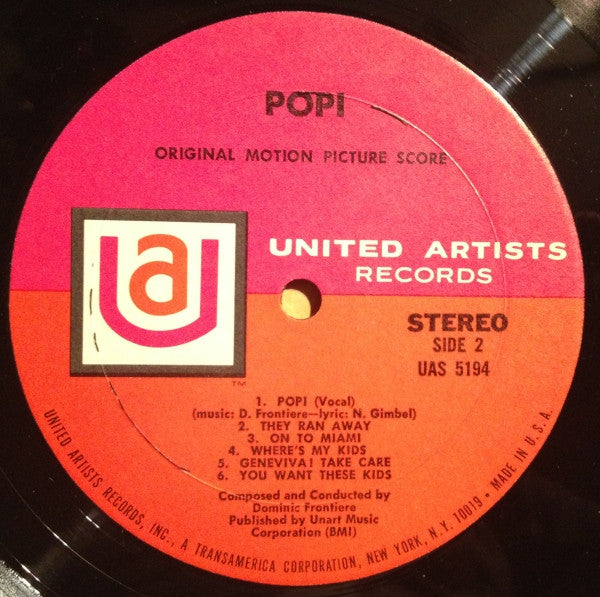 POPI
ORIGINAL MOTION PICTURE SCORE
ua
UNITED ARTISTS
RECORDS
TM
STEREO
SIDE 2
UAS 5194
1. POPI (Vocal)
(music: D. Frontiere—lyric: N. Gimbel)
2. THEY RAN AWAY
3. ON TO MIAMI
4. WHERE'S MY KIDS
5. GENEVIVA! TAKE CARE
6. YOU WANT THESE KIDS
Composed and Conducted by
Dominic Frontiere
Published by Unart Music
Corporation (BMI)
UNITED ARTISTS RECORDS, INC., A TRANSAMERICA CORPORATION, NEW YORK, N.Y. 10019 • MADE IN U.S.A.